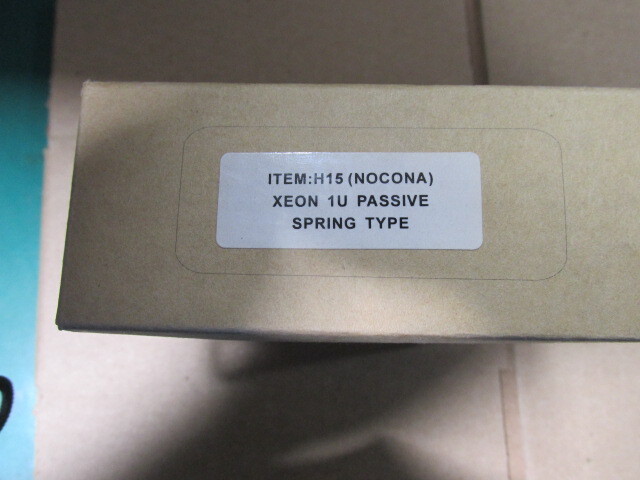 ITEM:H15 (NOCONA)
XEON 1U PASSIVE
SPRING TYPE